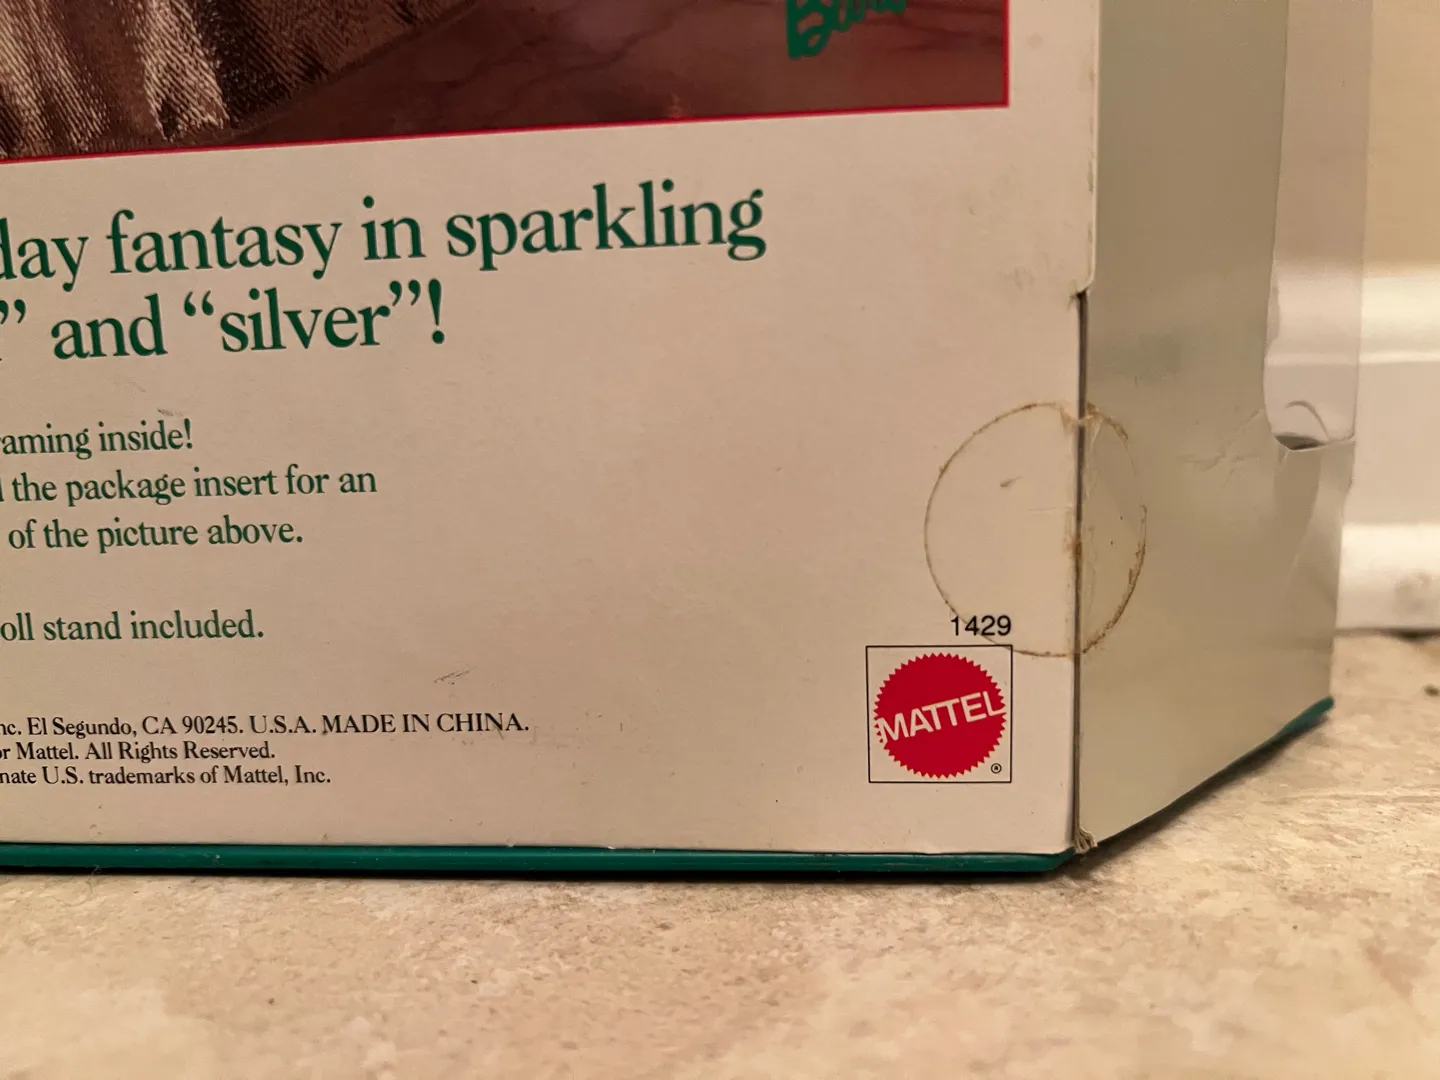 day fantasy in sparkling
” and “silver”!
aming inside!
the package insert for an
of the picture above.
oll stand included.
1429
MATTEL
®
nc. El Segundo, CA 90245. U.S.A. MADE IN CHINA.
or Mattel. All Rights Reserved.
nate U.S. trademarks of Mattel, Inc.